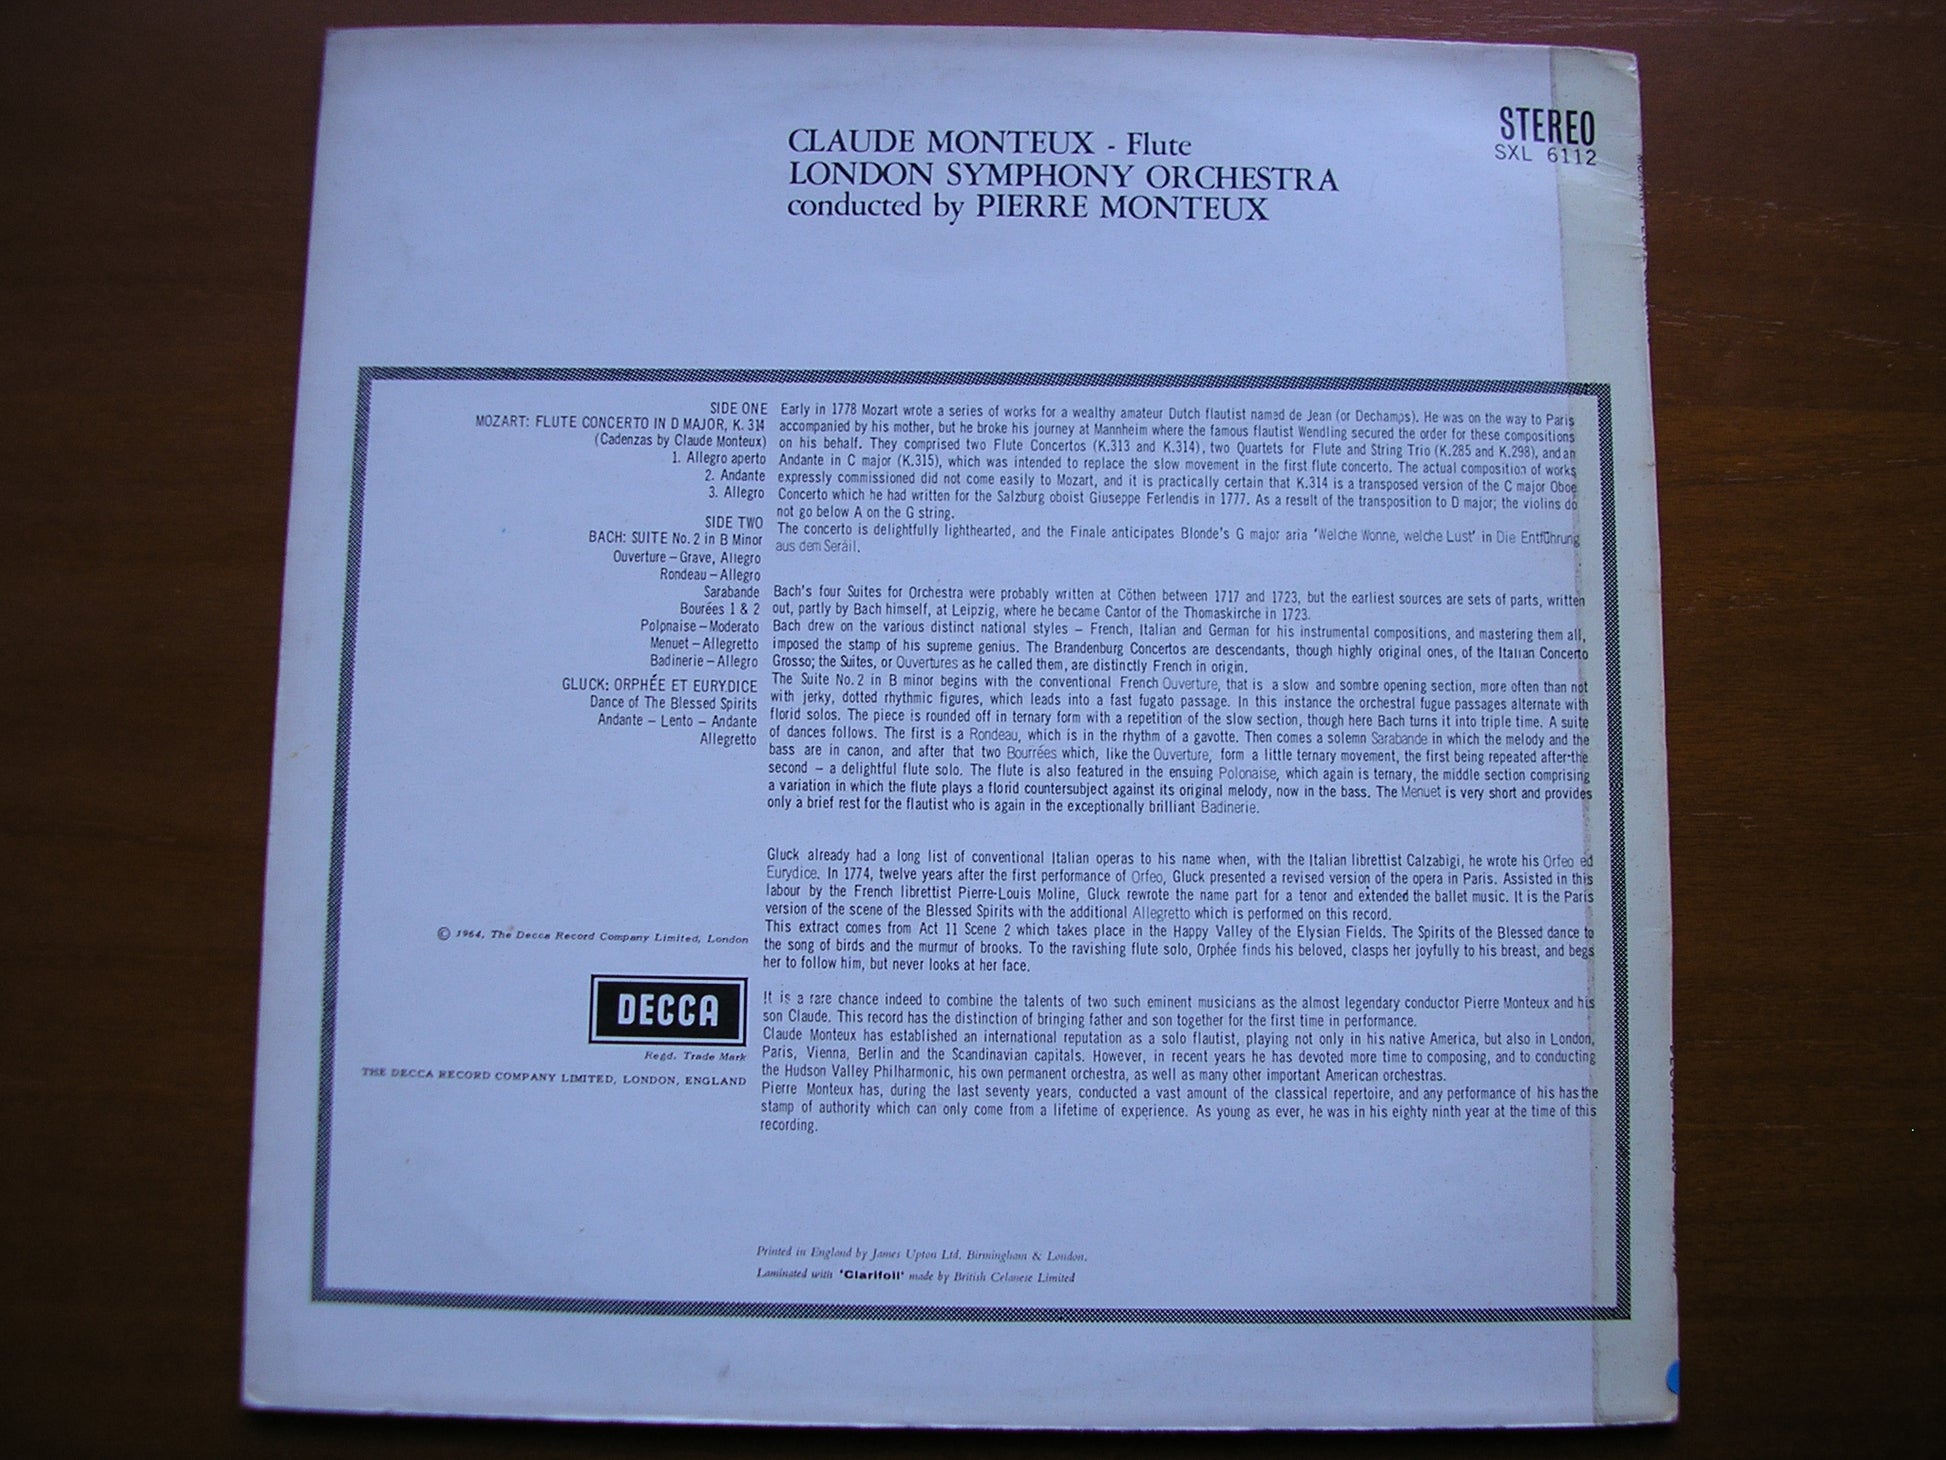 CLAUDE MONTEUX - Flute
LONDON SYMPHONY ORCHESTRA
conducted by PIERRE MONTEUX
STEREO
SXL 6112
SIDE ONE
MOZART: FLUTE CONCERTO IN D MAJOR, K. 314
(Cadenzas by Claude Monteux)
1. Allegro aperto
2. Andante
3. Allegro
SIDE TWO
BACH: SUITE No. 2 in B Minor
Ouverture – Grave, Allegro
Rondeau – Allegro
Sarabande
Bourées 1 & 2
Polonaise – Moderato
Menuet – Allegretto
Badinerie – Allegro
GLUCK: ORPHÉE ET EURYDICE
Dance of The Blessed Spirits
Andante – Lento – Andante
Allegretto
© 1964, The Decca Record Company Limited, London
DECCA
Regd. Trade Mark
THE DECCA RECORD COMPANY LIMITED, LONDON, ENGLAND
Early in 1778 Mozart wrote a series of works for a wealthy amateur Dutch flautist named de Jean (or Dechamps). He was on the way to Paris
accompanied by his mother, but he broke his journey at Mannheim where the famous flautist Wendling secured the order for these compositions
on his behalf. They comprised two Flute Concertos (K.313 and K.314), two Quartets for Flute and String Trio (K.285 and K.298), and an
Andante in C major (K.315), which was intended to replace the slow movement in the first flute concerto. The actual composition of works
expressly commissioned did not come easily to Mozart, and it is practically certain that K.314 is a transposed version of the C major Oboe
Concerto which he had written for the Salzburg oboist Giuseppe Ferlendis in 1777. As a result of the transposition to D major; the violins do
not go below A on the G string.
The concerto is delightfully lighthearted, and the Finale anticipates Blonde's G major aria 'Welche Wonne, welche Lust' in Die Entführung
aus dem Serail.
Bach's four Suites for Orchestra were probably written at Cöthen between 1717 and 1723, but the earliest sources are sets of parts, written
out, partly by Bach himself, at Leipzig, where he became Cantor of the Thomaskirche in 1723.
Bach drew on the various distinct national styles – French, Italian and German for his instrumental compositions, and mastering them all,
imposed the stamp of his supreme genius. The Brandenburg Concertos are descendants, though highly original ones, of the Italian Concerto
Grosso; the Suites, or Ouvertures as he called them, are distinctly French in origin.
The Suite No. 2 in B minor begins with the conventional French Ouverture, that is a slow and sombre opening section, more often than not
with jerky, dotted rhythmic figures, which leads into a fast fugato passage. In this instance the orchestral fugue passages alternate with
florid solos. The piece is rounded off in ternary form with a repetition of the slow section, though here Bach turns it into triple time. A suite
of dances follows. The first is a Rondeau, which is in the rhythm of a gavotte. Then comes a solemn Sarabande in which the melody and the
bass are in canon, and after that two Bourrées which, like the Ouverture, form a little ternary movement, the first being repeated after the
second – a delightful flute solo. The flute is also featured in the ensuing Polonaise, which again is ternary, the middle section comprising
a variation in which the flute plays a florid countersubject against its original melody, now in the bass. The Menuet is very short and provides
only a brief rest for the flautist who is again in the exceptionally brilliant Badinerie.
Gluck already had a long list of conventional Italian operas to his name when, with the Italian librettist Calzabigi, he wrote his Orfeo ed
Eurydice. In 1774, twelve years after the first performance of Orfeo, Gluck presented a revised version of the opera in Paris. Assisted in this
labour by the French librettist Pierre-Louis Moline, Gluck rewrote the name part for a tenor and extended the ballet music. It is the Paris
version of the scene of the Blessed Spirits with the additional Allegretto which is performed on this record.
This extract comes from Act 11 Scene 2 which takes place in the Happy Valley of the Elysian Fields. The Spirits of the Blessed dance to
the song of birds and the murmur of brooks. To the ravishing flute solo, Orphée finds his beloved, clasps her joyfully to his breast, and begs
her to follow him, but never looks at her face.
It is a rare chance indeed to combine the talents of two such eminent musicians as the almost legendary conductor Pierre Monteux and his
son Claude. This record has the distinction of bringing father and son together for the first time in performance.
Claude Monteux has established an international reputation as a solo flautist, playing not only in his native America, but also in London,
Paris, Vienna, Berlin and the Scandinavian capitals. However, in recent years he has devoted more time to composing, and to conducting
the Hudson Valley Philharmonic, his own permanent orchestra, as well as many other important American orchestras.
Pierre Monteux has, during the last seventy years, conducted a vast amount of the classical repertoire, and any performance of his has the
stamp of authority which can only come from a lifetime of experience. As young as ever, he was in his eighty ninth year at the time of this
recording.
Printed in England by James Upton Ltd. Birmingham & London.
Laminated with 'Clarifoil' made by British Celanese Limited